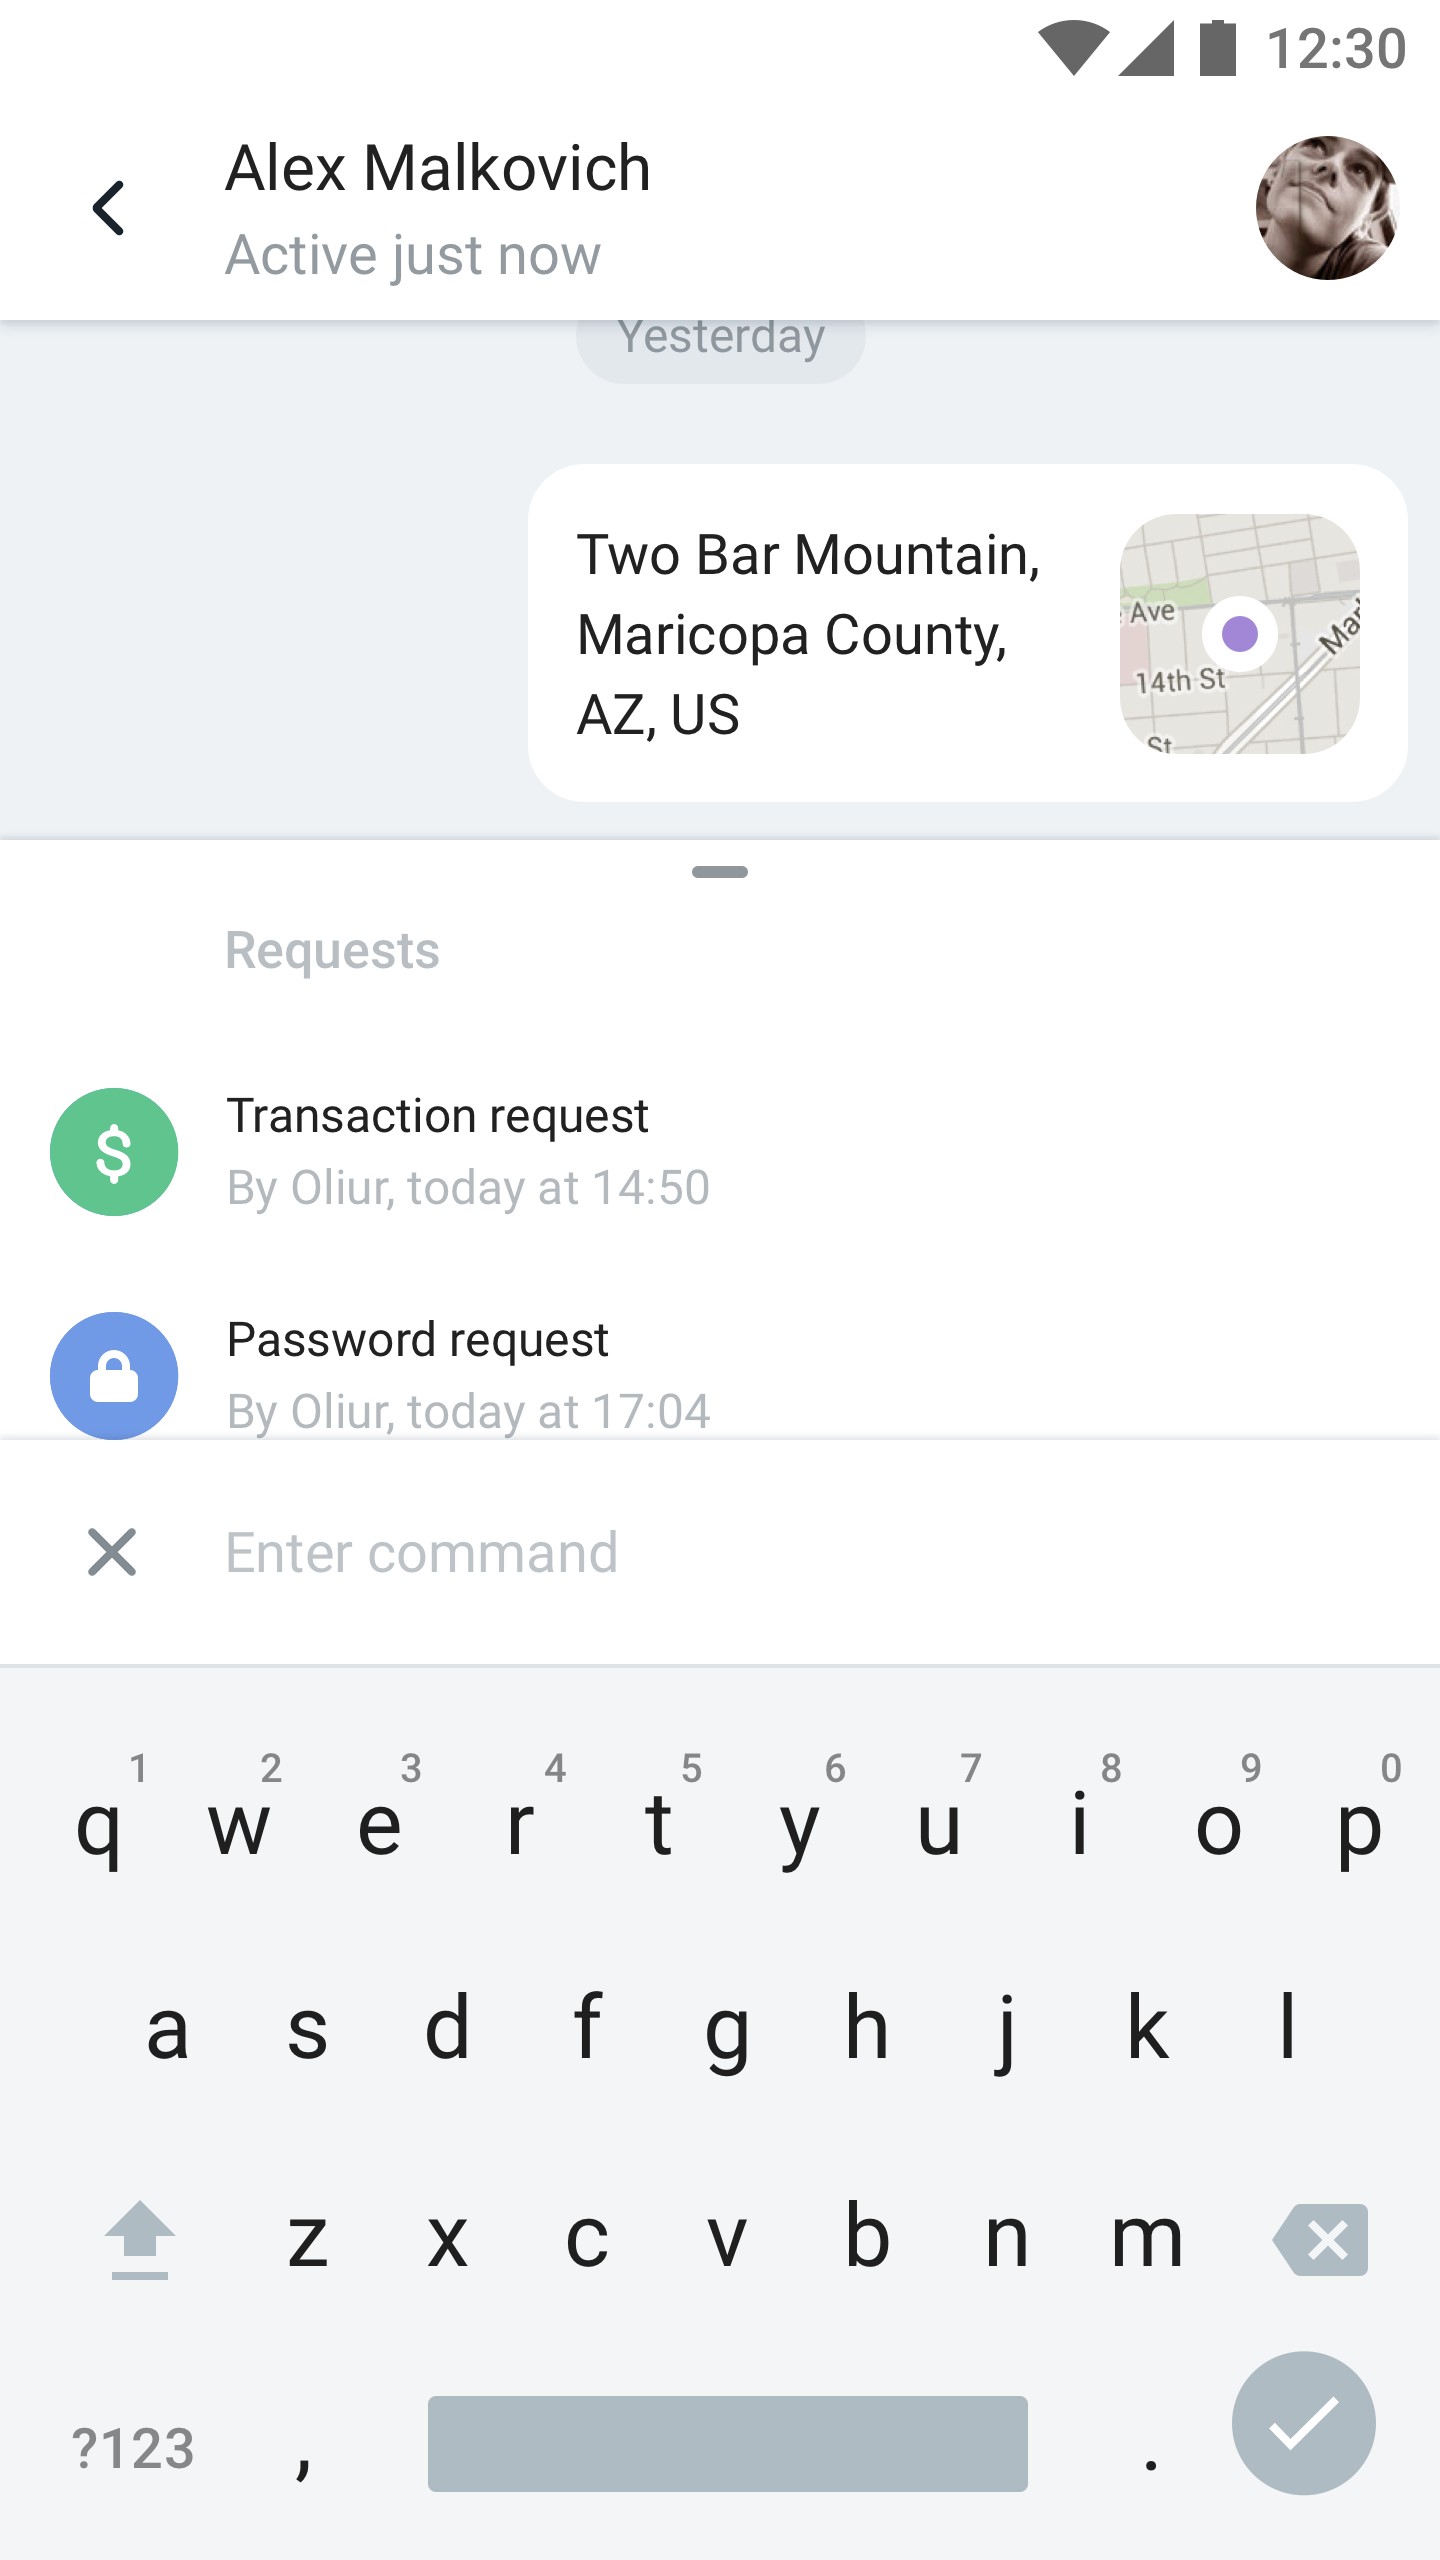 12:30
Alex Malkovich
Active just now
Yesterday
Two Bar Mountain,
Maricopa County,
AZ, US
Ave
14th St
St
Requests
Transaction request
By Oliur, today at 14:50
Password request
By Oliur, today at 17:04
Enter command
1 2 3 4 5 6 7 8 9 0
q w e r t y u i o p
a s d f g h j k l
z x c v b n m
?123 , .